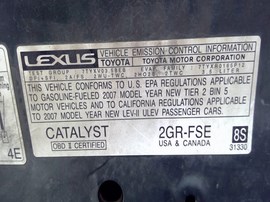 LEXUS VEHICLE EMISSION CONTROL INFORMATION
TOYOTA TOYOTA MOTOR CORPORATION
THIS VEHICLE CONFORMS TO U.S. EPA REGULATIONS APPLICABLE
TO GASOLINE-FUELED 2007 MODEL YEAR NEW TIER 2 BIN 5
MOTOR VEHICLES AND TO CALIFORNIA REGULATIONS APPLICABLE
TO 2007 MODEL YEAR NEW LEV-II ULEV PASSENGER CARS.
CATALYST 2GR-FSE 8S
OBD II CERTIFIED USA & CANADA 31330
4E